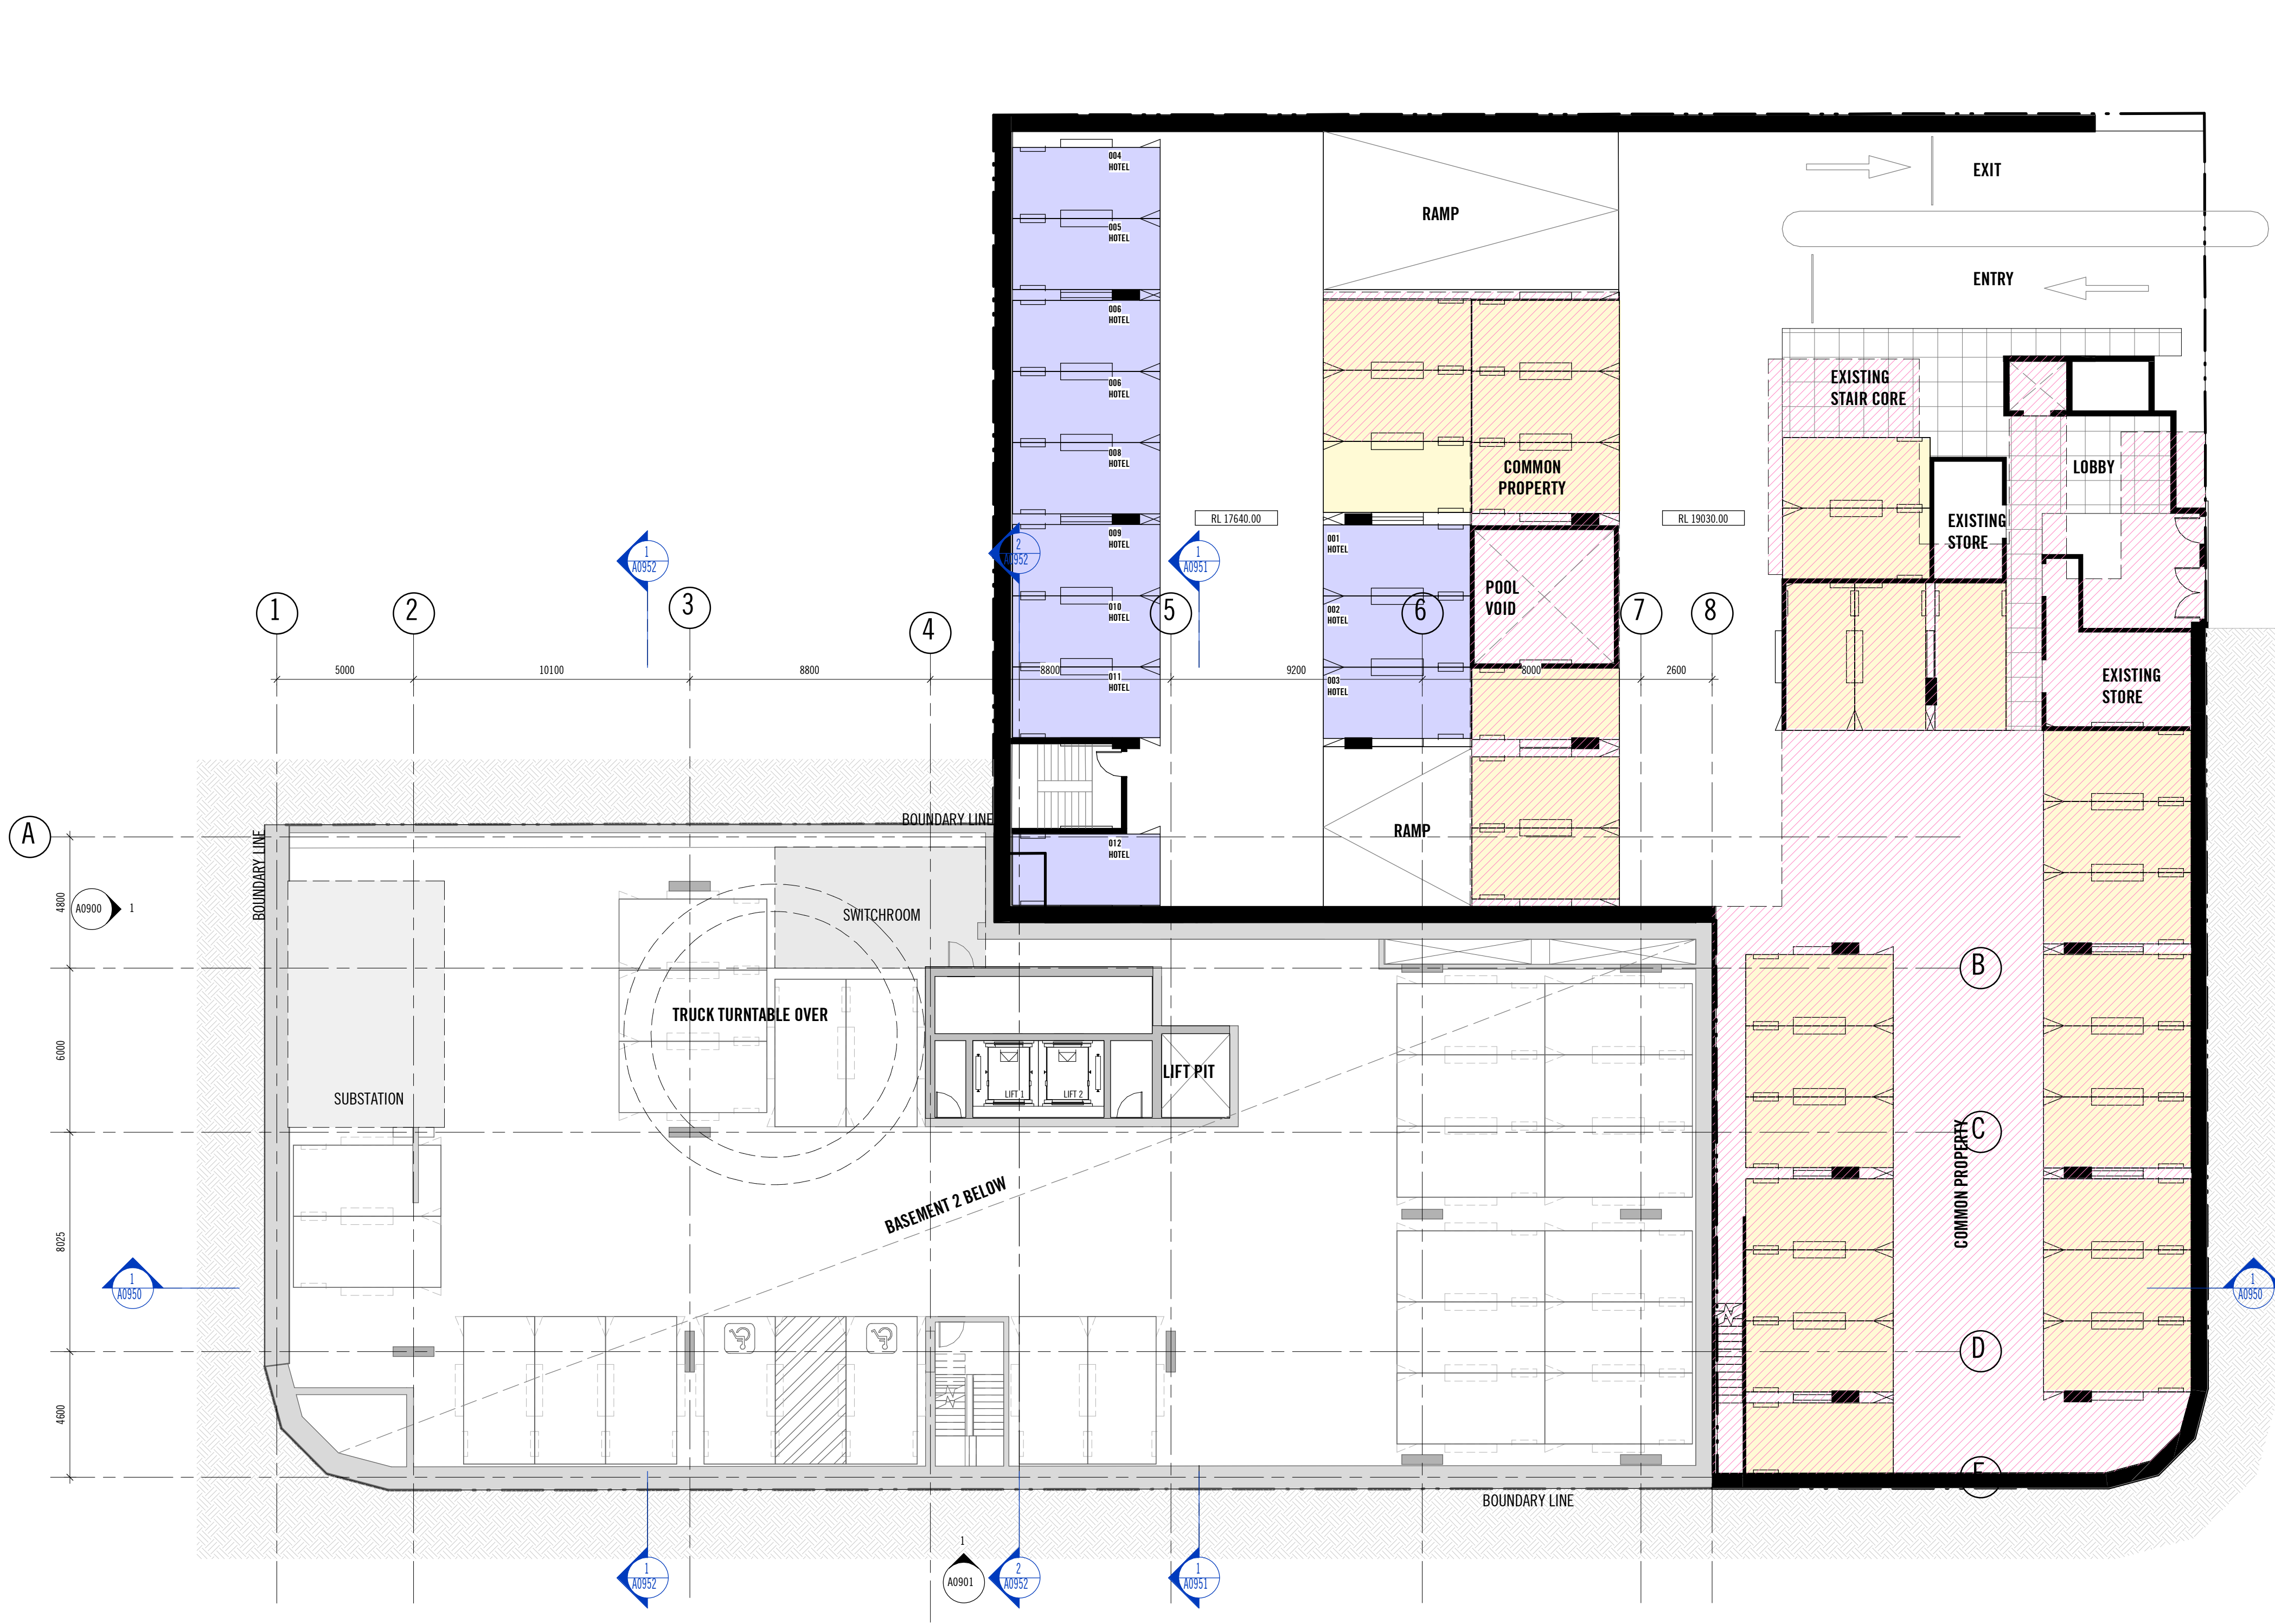 EXIT
ENTRY
RAMP
004
HOTEL
005
HOTEL
006
HOTEL
006
HOTEL
008
HOTEL
009
HOTEL
010
HOTEL
011
HOTEL
012
HOTEL
001
HOTEL
002
HOTEL
003
HOTEL
COMMON
PROPERTY
RL 17640.00
RL 19030.00
EXISTING
STAIR CORE
LOBBY
EXISTING
STORE
POOL
VOID
EXISTING
STORE
1
A0952
2
A0952
1
A0951
1
2
3
4
5
6
7
8
5000
10100
8800
8800
9200
8000
2600
BOUNDARY LINE
BOUNDARY LINE
RAMP
A
4800
A0900
1
SWITCHROOM
B
TRUCK TURNTABLE OVER
6000
LIFT PIT
LIFT 1
LIFT 2
SUBSTATION
C
COMMON PROPERTY
BASEMENT 2 BELOW
8025
1
A0950
1
A0950
D
4600
E
BOUNDARY LINE
1
A0952
1
A0901
2
A0952
1
A0951